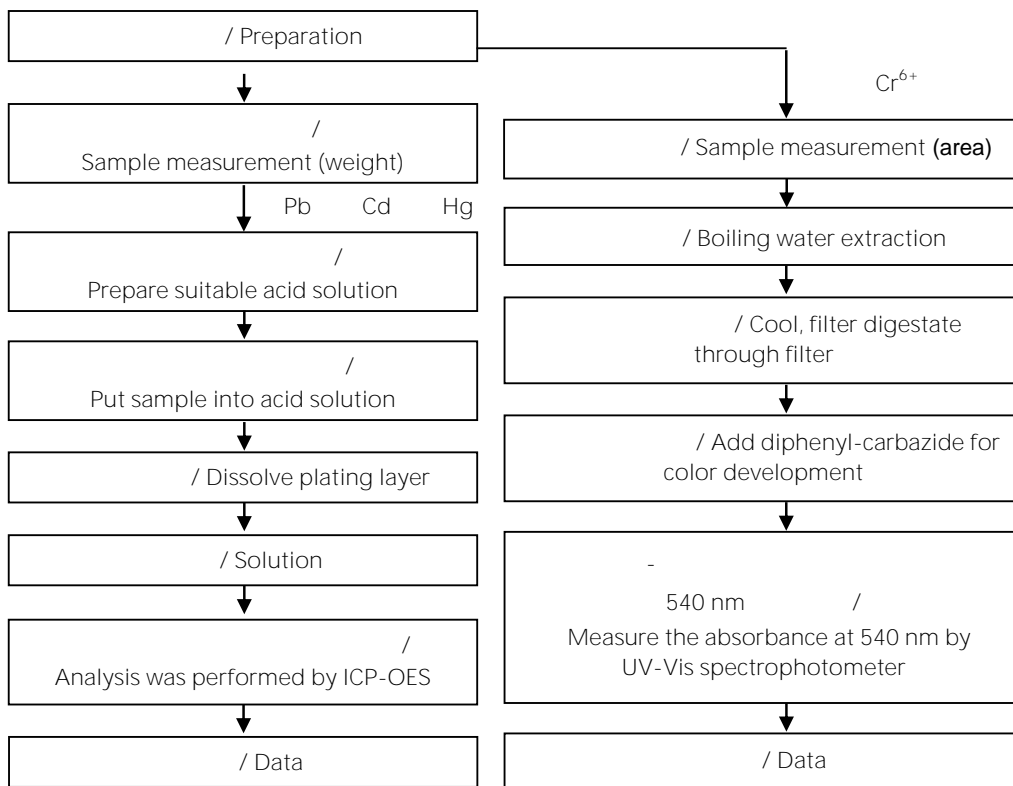 / Preparation
/
Sample measurement (weight)
Pb Cd Hg
/
Prepare suitable acid solution
/
Put sample into acid solution
/ Dissolve plating layer
/ Solution
/
Analysis was performed by ICP-OES
/ Data
Cr⁶⁺
/ Sample measurement (area)
/ Boiling water extraction
/ Cool, filter digestate
through filter
/ Add diphenyl-carbazide for
color development
-
540 nm /
Measure the absorbance at 540 nm by
UV-Vis spectrophotometer
/ Data